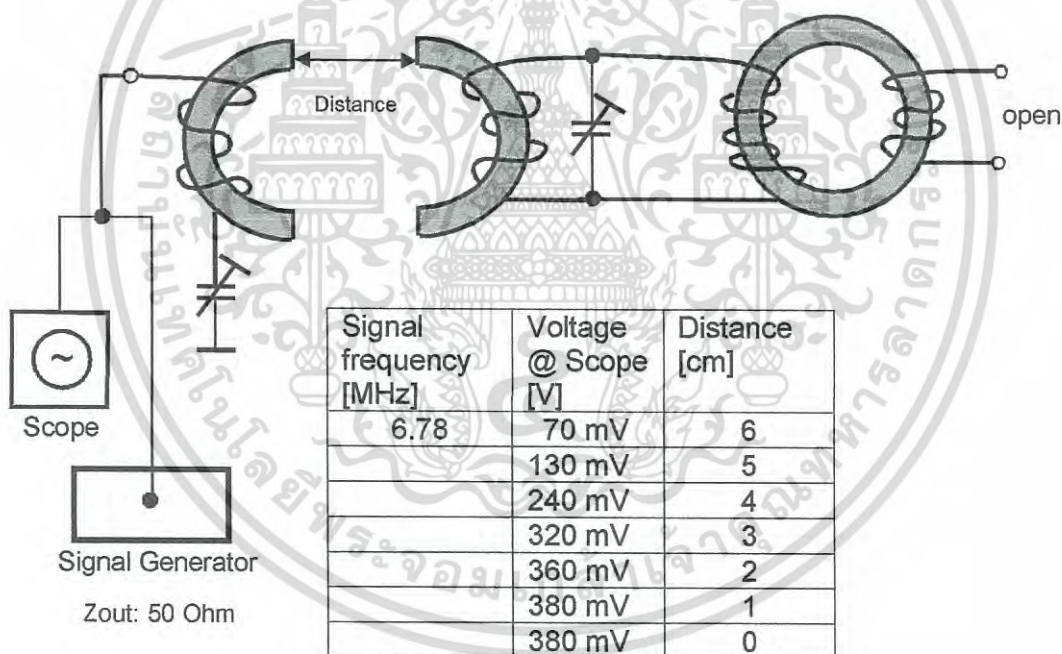 Distance
open
Scope
Signal Generator
Zout: 50 Ohm
Signal frequency [MHz] Voltage @ Scope [V] Distance [cm]
6.78 70 mV 6
130 mV 5
240 mV 4
320 mV 3
360 mV 2
380 mV 1
380 mV 0